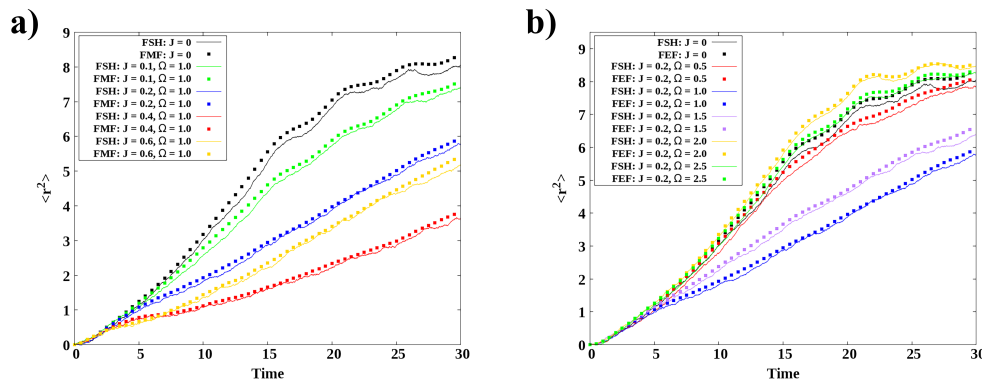 a)
9
8
7
6
5
4
3
2
1
0
<r²>
FSH: J = 0
FMF: J = 0
FSH: J = 0.1, Ω = 1.0
FMF: J = 0.1, Ω = 1.0
FSH: J = 0.2, Ω = 1.0
FMF: J = 0.2, Ω = 1.0
FSH: J = 0.4, Ω = 1.0
FMF: J = 0.4, Ω = 1.0
FSH: J = 0.6, Ω = 1.0
FMF: J = 0.6, Ω = 1.0
0 5 10 15 20 25 30
Time
b)
9
8
7
6
5
4
3
2
1
0
<r²>
FSH: J = 0
FEF: J = 0
FSH: J = 0.2, Ω = 0.5
FEF: J = 0.2, Ω = 0.5
FSH: J = 0.2, Ω = 1.0
FEF: J = 0.2, Ω = 1.0
FSH: J = 0.2, Ω = 1.5
FEF: J = 0.2, Ω = 1.5
FSH: J = 0.2, Ω = 2.0
FEF: J = 0.2, Ω = 2.0
FSH: J = 0.2, Ω = 2.5
FEF: J = 0.2, Ω = 2.5
0 5 10 15 20 25 30
Time